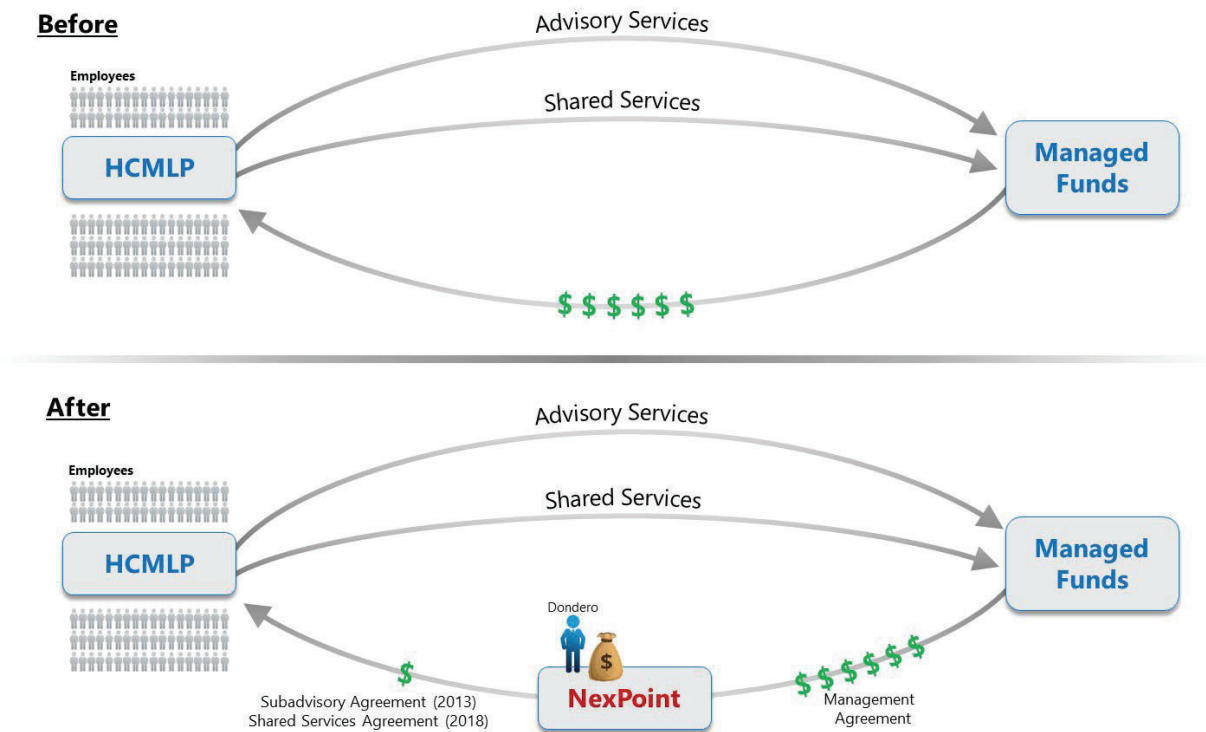 Before
Advisory Services
Employees
Shared Services
HCMLP
Managed
Funds
$ $ $ $ $ $
After
Advisory Services
Employees
Shared Services
HCMLP
Managed
Funds
Dondero
$
$
$ $ $ $ $ $
NexPoint
Subadvisory Agreement (2013)
Shared Services Agreement (2018)
Management
Agreement